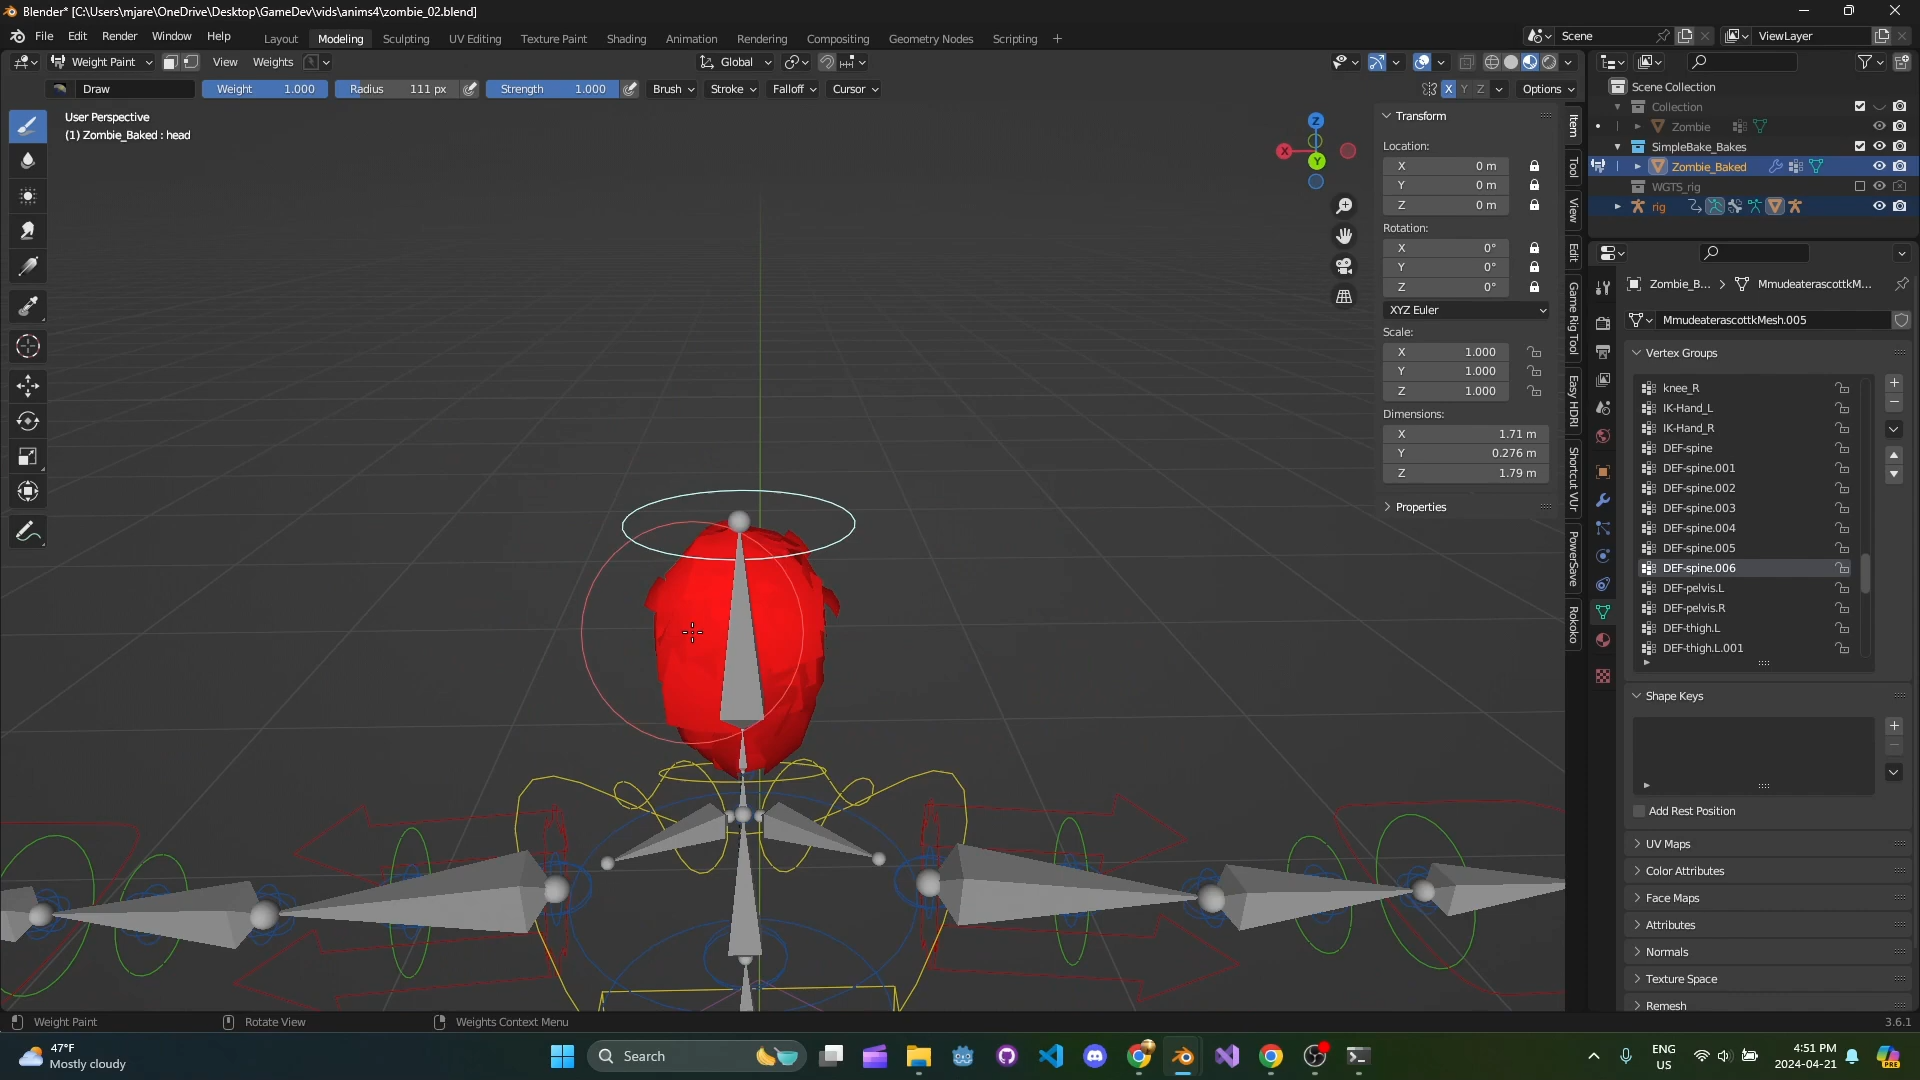 Blender* [C:\Users\mjare\OneDrive\Desktop\GameDev\vids\anims4\zombie_02.blend]
File Edit Render Window Help Layout Modeling Sculpting UV Editing Texture Paint Shading Animation Rendering Compositing Geometry Nodes Scripting + Scene ViewLayer
Weight Paint View Weights Global
Draw Weight 1.000 Radius 111 px Strength 1.000 Brush Stroke Falloff Cursor X Y Z Options
User Perspective
(1) Zombie_Baked : head
Z
X
Y
Transform
Location:
X 0 m
Y 0 m
Z 0 m
Rotation:
X 0°
Y 0°
Z 0°
XYZ Euler
Scale:
X 1.000
Y 1.000
Z 1.000
Dimensions:
X 1.71 m
Y 0.276 m
Z 1.79 m
Properties
Item
Tool
View
Edit
Game Rig Tool
Easy HDRI
Shortcut VUr
PowerSave
Rokoko
Scene Collection
Collection
Zombie
SimpleBake_Bakes
Zombie_Baked
WGTS_rig
rig
Zombie_B... > MmudeaterascottkM...
MmudeaterascottkMesh.005
Vertex Groups
knee_R
IK-Hand_L
IK-Hand_R
DEF-spine
DEF-spine.001
DEF-spine.002
DEF-spine.003
DEF-spine.004
DEF-spine.005
DEF-spine.006
DEF-pelvis.L
DEF-pelvis.R
DEF-thigh.L
DEF-thigh.L.001
Shape Keys
Add Rest Position
UV Maps
Color Attributes
Face Maps
Attributes
Normals
Texture Space
Remesh
Weight Paint Rotate View Weights Context Menu 3.6.1
47°F
Mostly cloudy
Search
ENG
US
4:51 PM
2024-04-21
PRE